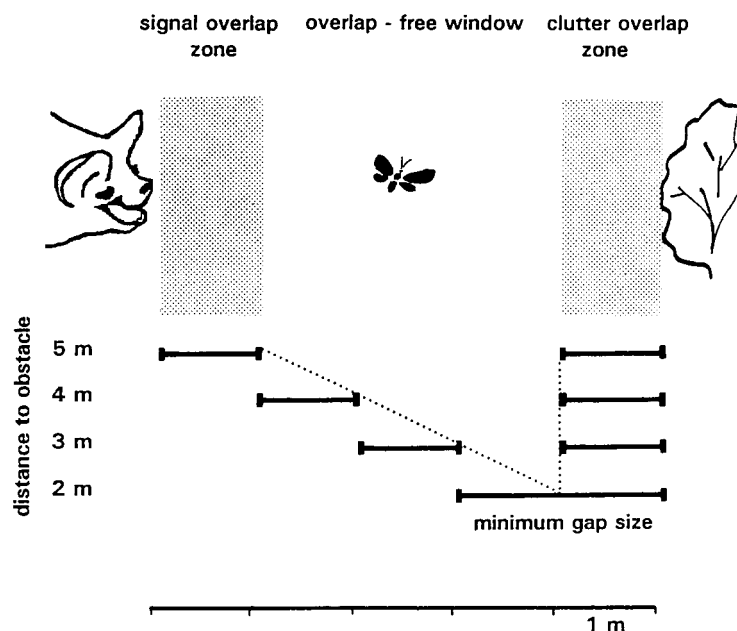 signal overlap zone
overlap - free window
clutter overlap zone
distance to obstacle
5 m
4 m
3 m
2 m
minimum gap size
1 m